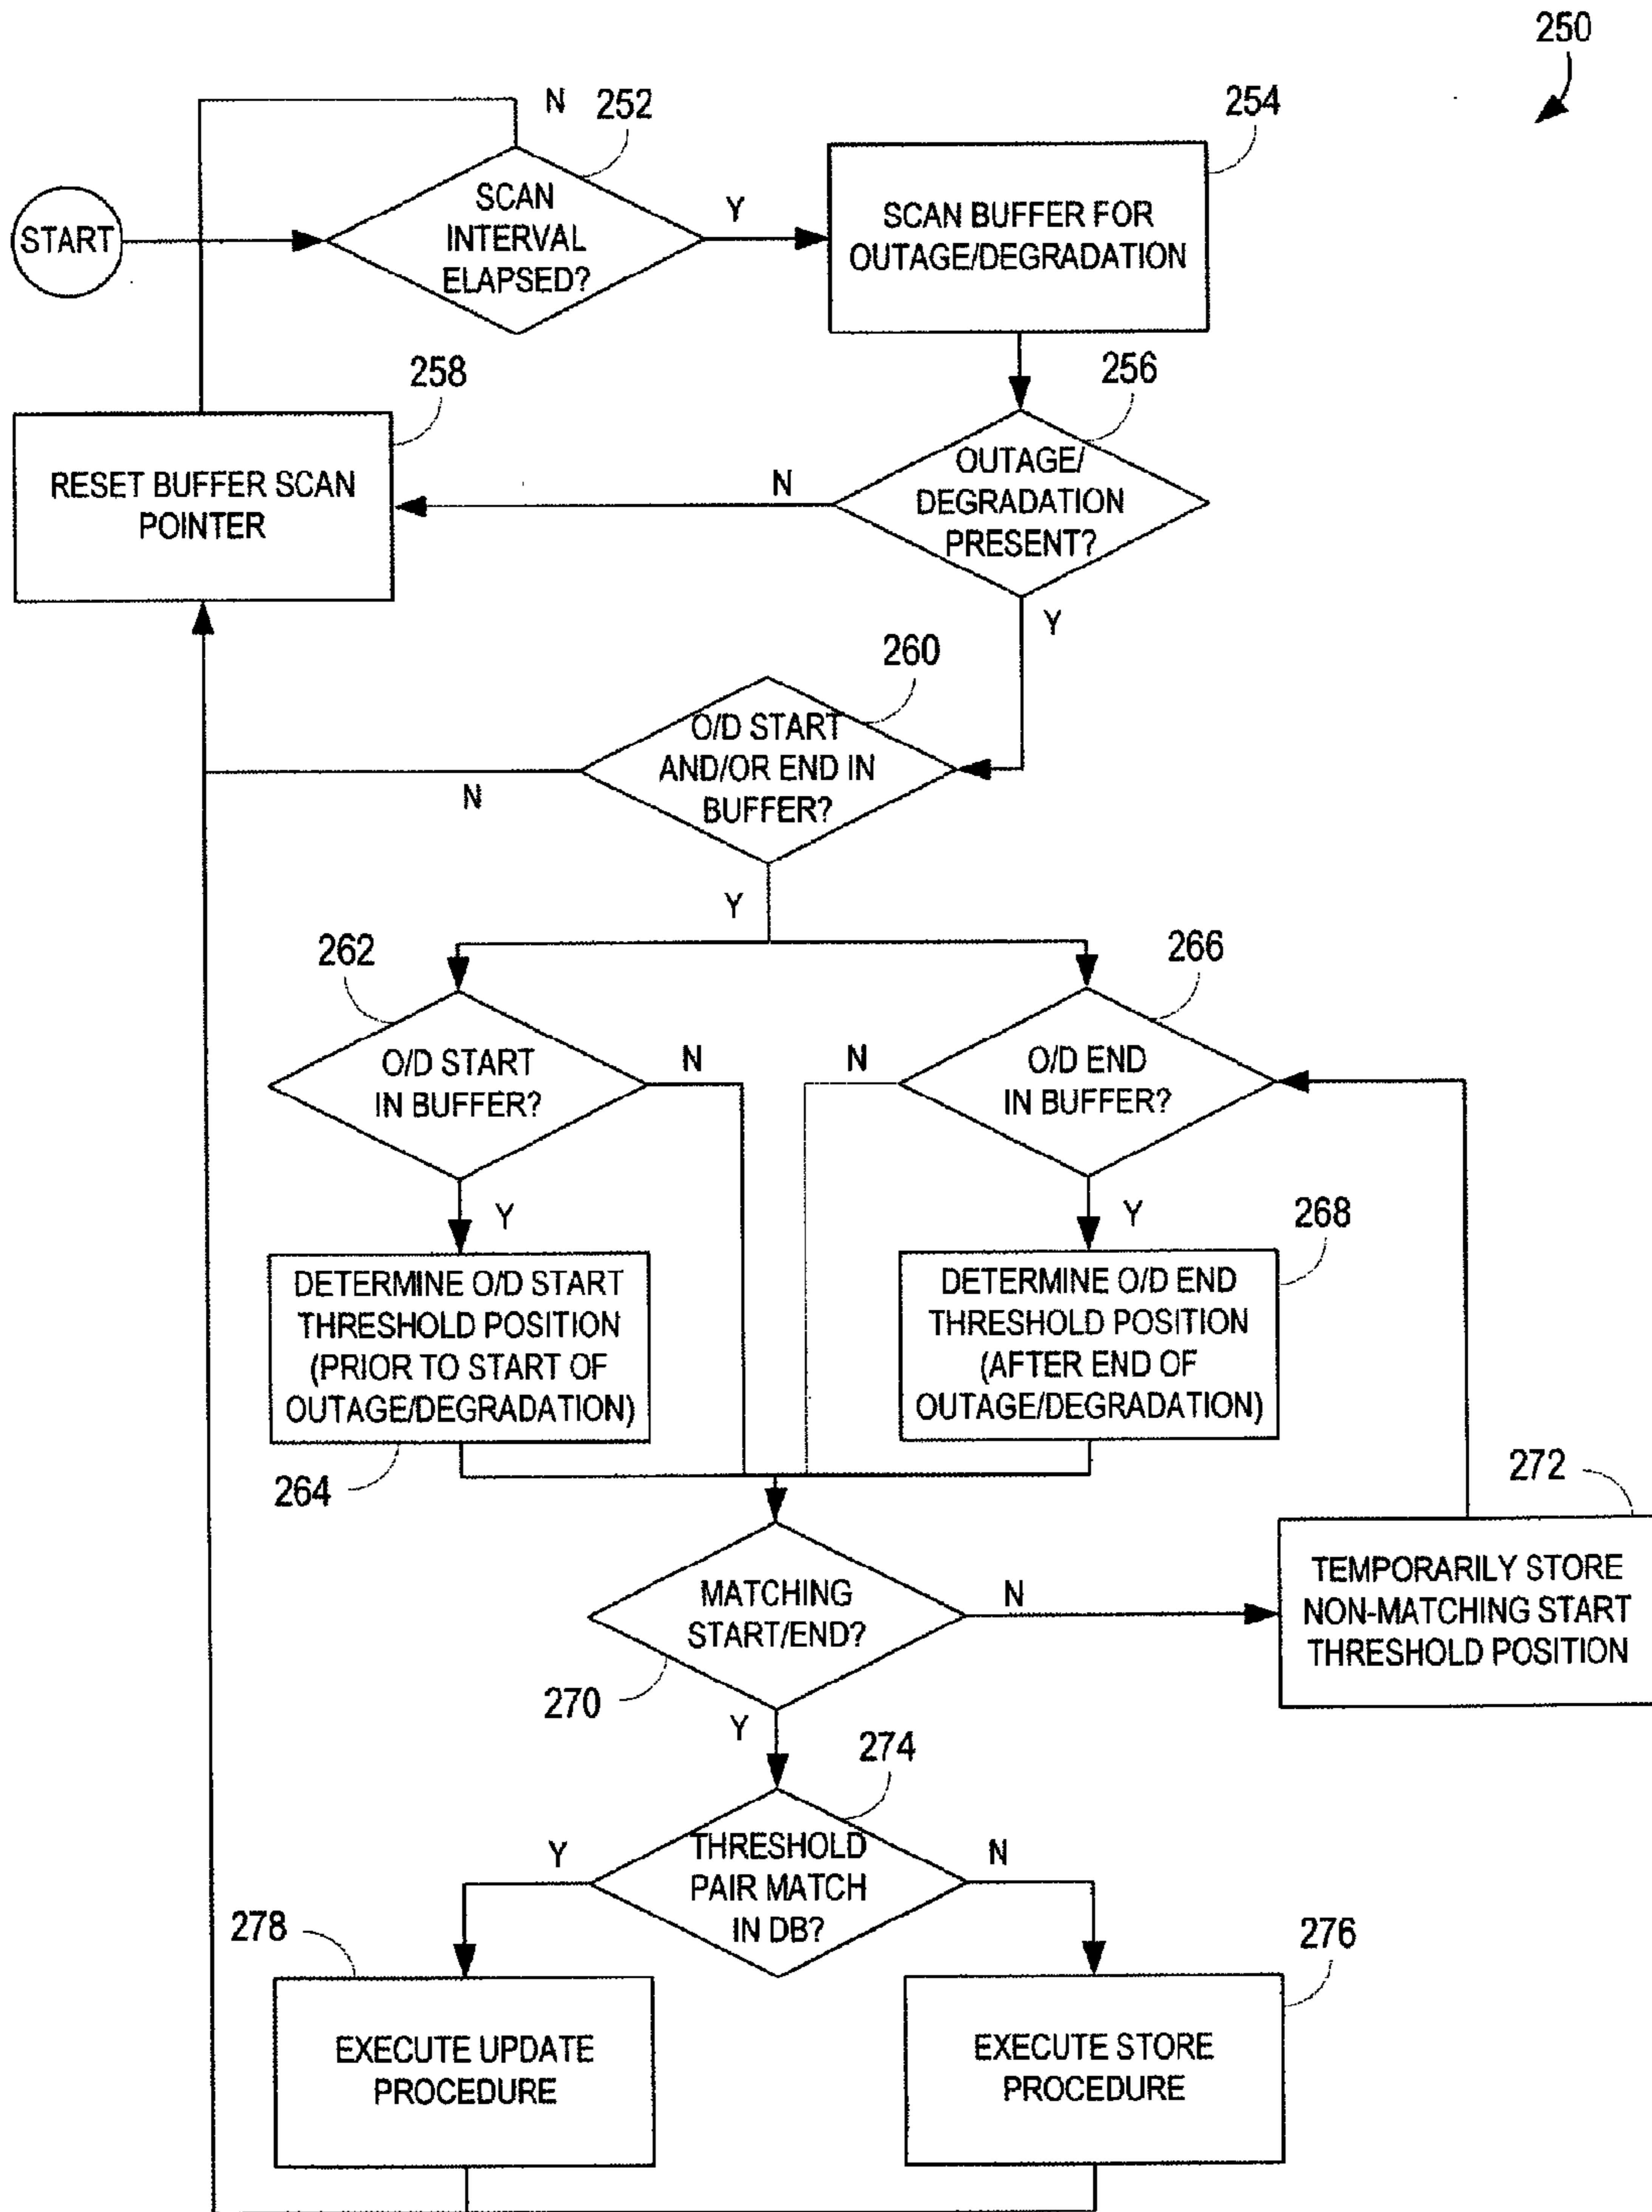 250
N
252
254
START
SCAN
INTERVAL
ELAPSED?
Y
SCAN BUFFER FOR
OUTAGE/DEGRADATION
258
256
RESET BUFFER SCAN
POINTER
N
OUTAGE/
DEGRADATION
PRESENT?
Y
260
O/D START
AND/OR END IN
BUFFER?
N
Y
262
266
O/D START
IN BUFFER?
N
N
O/D END
IN BUFFER?
Y
Y
268
DETERMINE O/D START
THRESHOLD POSITION
(PRIOR TO START OF
OUTAGE/DEGRADATION)
DETERMINE O/D END
THRESHOLD POSITION
(AFTER END OF
OUTAGE/DEGRADATION)
264
272
MATCHING
START/END?
N
TEMPORARILY STORE
NON-MATCHING START
THRESHOLD POSITION
270
Y
274
Y
THRESHOLD
PAIR MATCH
IN DB?
N
278
276
EXECUTE UPDATE
PROCEDURE
EXECUTE STORE
PROCEDURE